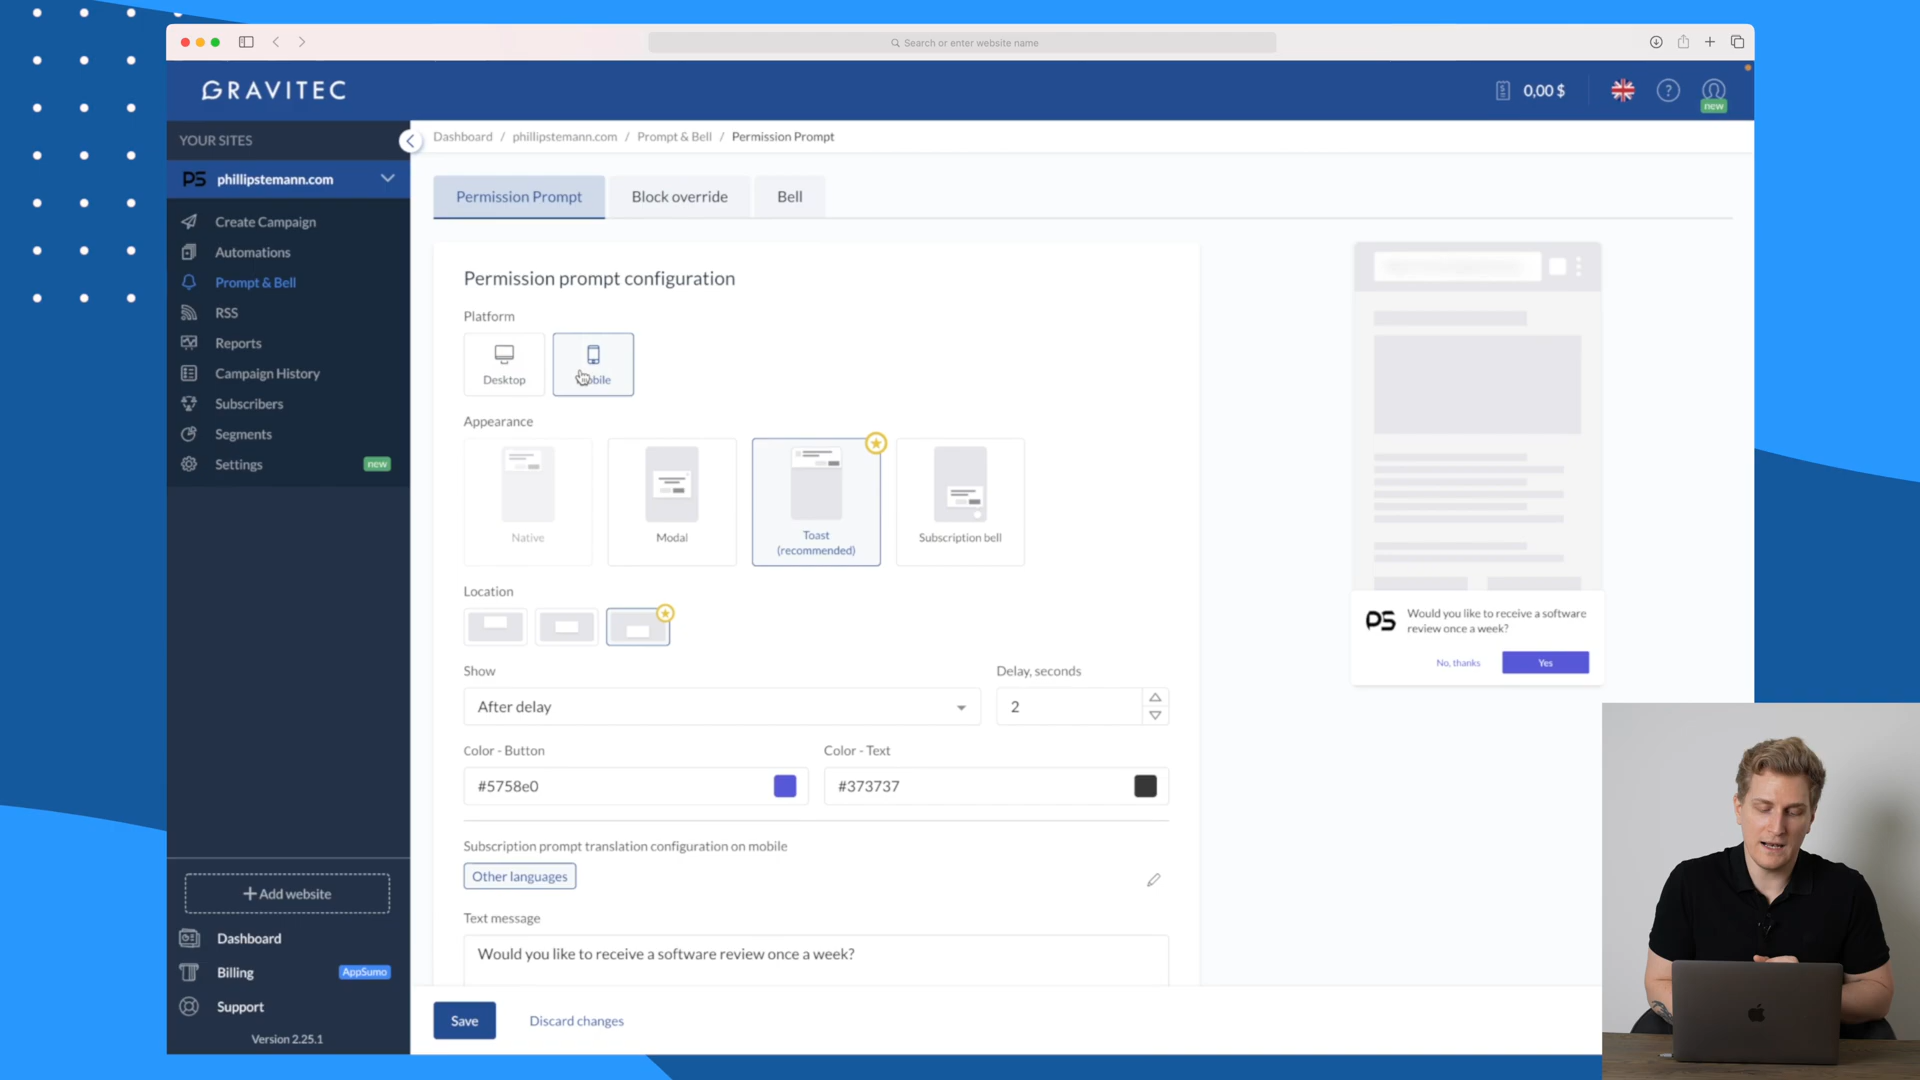 Search or enter website name
GRAVITEC
0,00 $
?
new
YOUR SITES
Dashboard / phillipstemann.com / Prompt & Bell / Permission Prompt
PS phillipstemann.com
Permission Prompt
Block override
Bell
Create Campaign
Automations
Prompt & Bell
RSS
Reports
Campaign History
Subscribers
Segments
Settings
new
Permission prompt configuration
Platform
Desktop
Appearance
Native
Modal
Toast
(recommended)
Subscription bell
Location
Show
Delay, seconds
After delay
2
Color - Button
Color - Text
#5758e0
#373737
Subscription prompt translation configuration on mobile
Other languages
Text message
Would you like to receive a software review once a week?
Save
Discard changes
PS
Would you like to receive a software
review once a week?
No, thanks
Yes
+ Add website
Dashboard
Billing
AppSumo
Support
Version 2.25.1